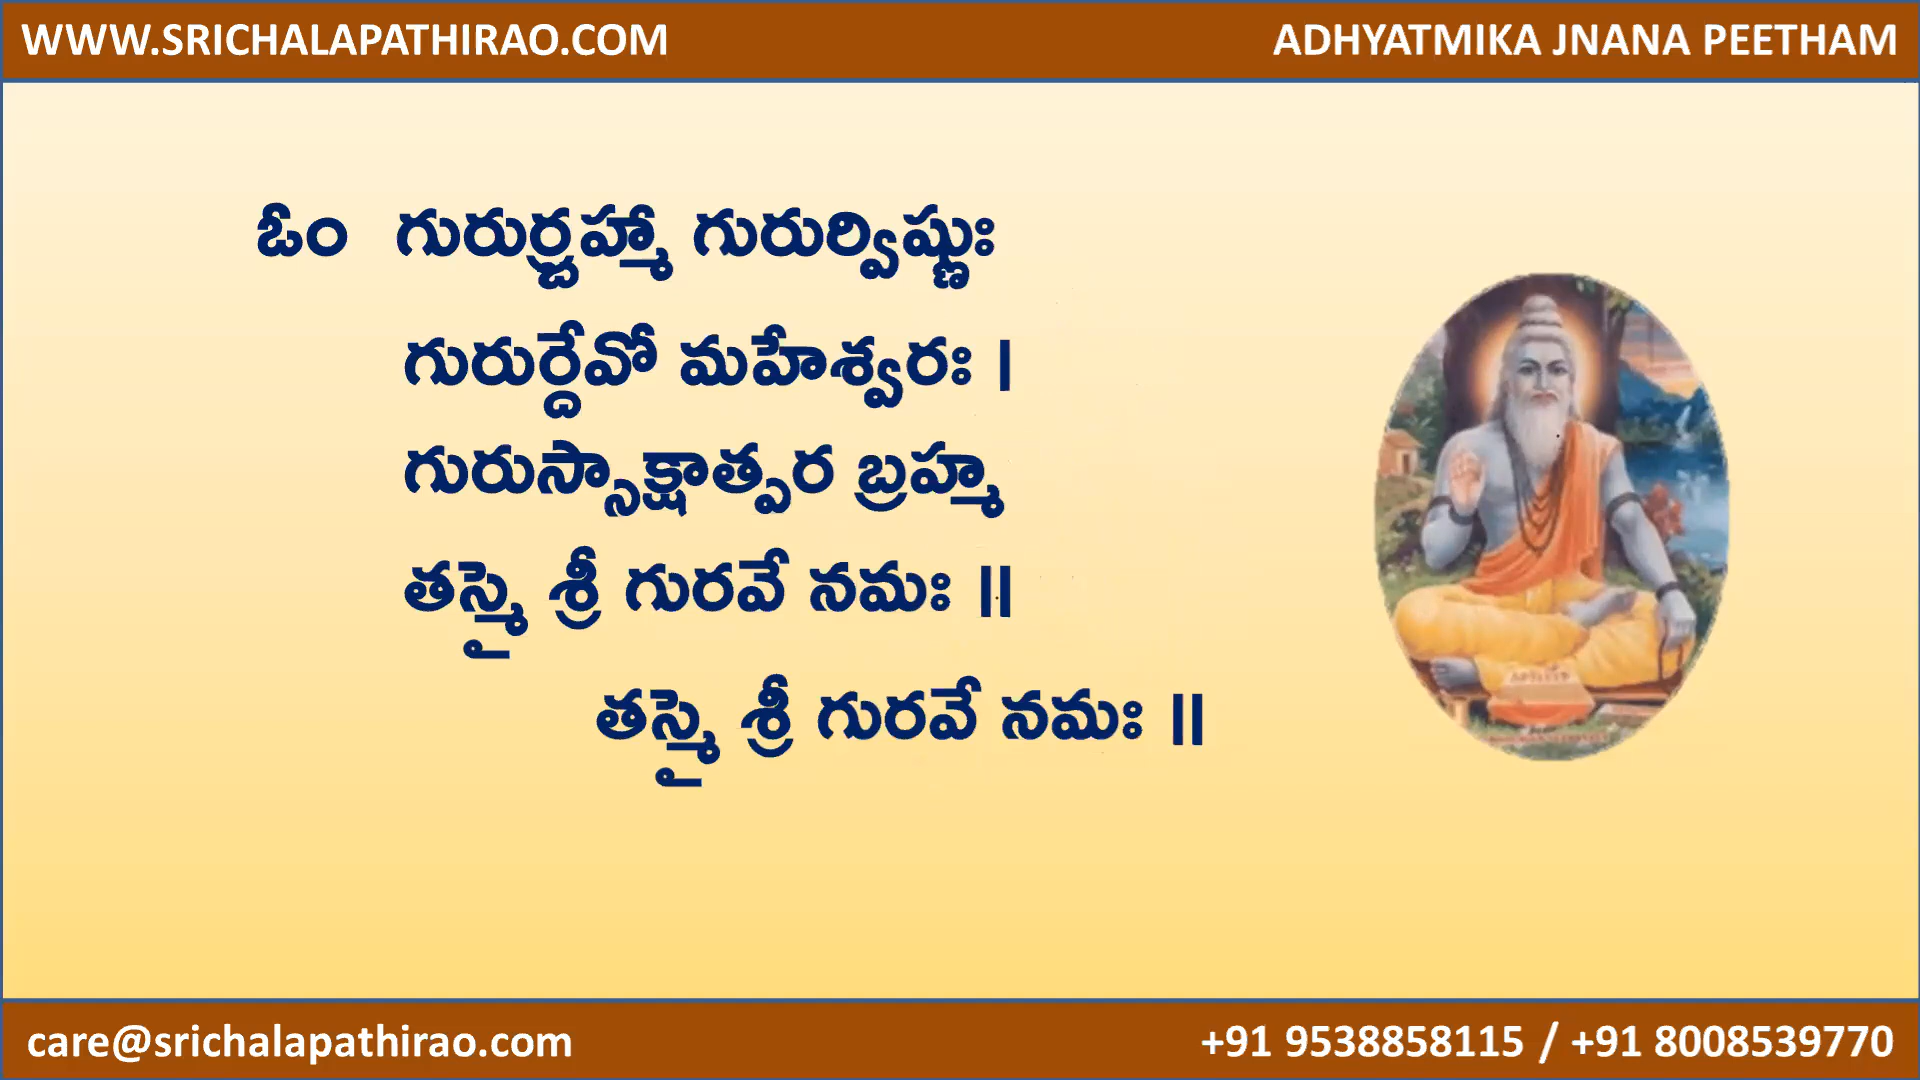 WWW.SRICHALAPATHIRAO.COM
ADHYATMIKA JNANA PEETHAM
ఓం గురుర్బ్రహ్మా గురుర్విష్ణుః
గురుర్దేవో మహేశ్వరః |
గురుస్సాక్షాత్పర బ్రహ్మ
తస్మై శ్రీ గురవే నమః ||
తస్మై శ్రీ గురవే నమః ||
care@srichalapathirao.com
+91 9538858115 / +91 8008539770